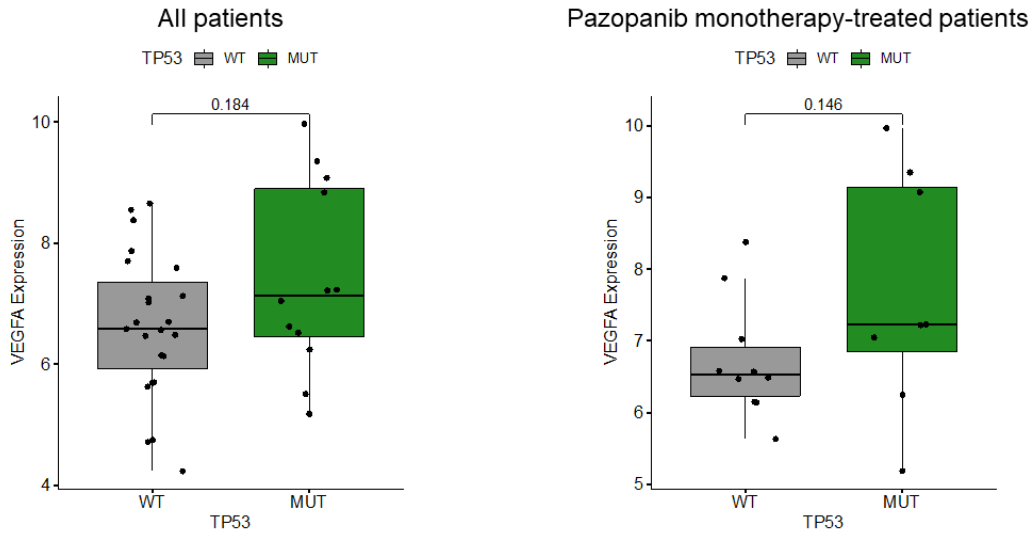 All patients
TP53 WT MUT
0.184
10
8
6
4
VEGFA Expression
WT MUT
TP53
Pazopanib monotherapy-treated patients
TP53 WT MUT
0.146
10
9
8
7
6
5
VEGFA Expression
WT MUT
TP53